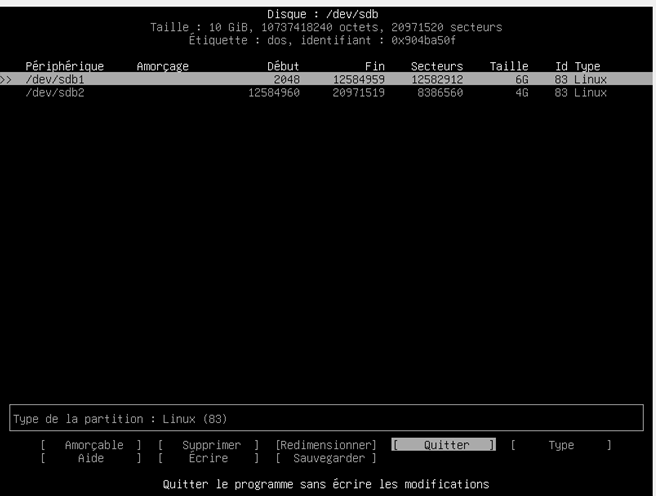 Disque : /dev/sdb
Taille : 10 GiB, 10737418240 octets, 20971520 secteurs
Étiquette : dos, identifiant : 0x904ba50f
Périphérique Amorçage Début Fin Secteurs Taille Id Type
>> /dev/sdb1 2048 12584959 12582912 6G 83 Linux
/dev/sdb2 12584960 20971519 8386560 4G 83 Linux
Type de la partition : Linux (83)
[ Amorçable ] [ Supprimer ] [Redimensionner] [ Quitter ] [ Type ]
[ Aide ] [ Écrire ] [ Sauvegarder ]
Quitter le programme sans écrire les modifications